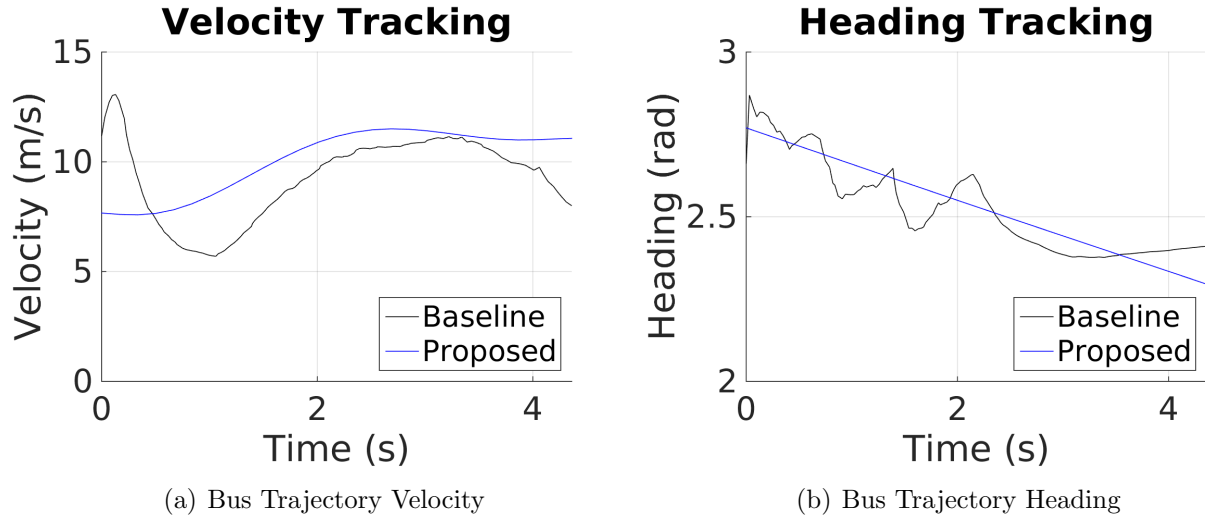 Velocity Tracking
15
10
5
0
0
2
4
Velocity (m/s)
Time (s)
Baseline
Proposed
(a) Bus Trajectory Velocity
Heading Tracking
3
2.5
2
0
2
4
Heading (rad)
Time (s)
Baseline
Proposed
(b) Bus Trajectory Heading